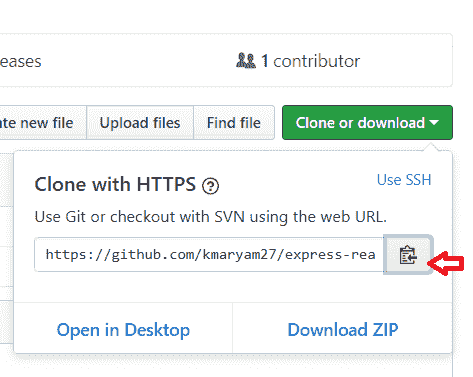 eases 1 contributor
ate new file Upload files Find file Clone or download
Clone with HTTPS ? Use SSH
Use Git or checkout with SVN using the web URL.
https://github.com/kmaryam27/express-rea
Open in Desktop Download ZIP